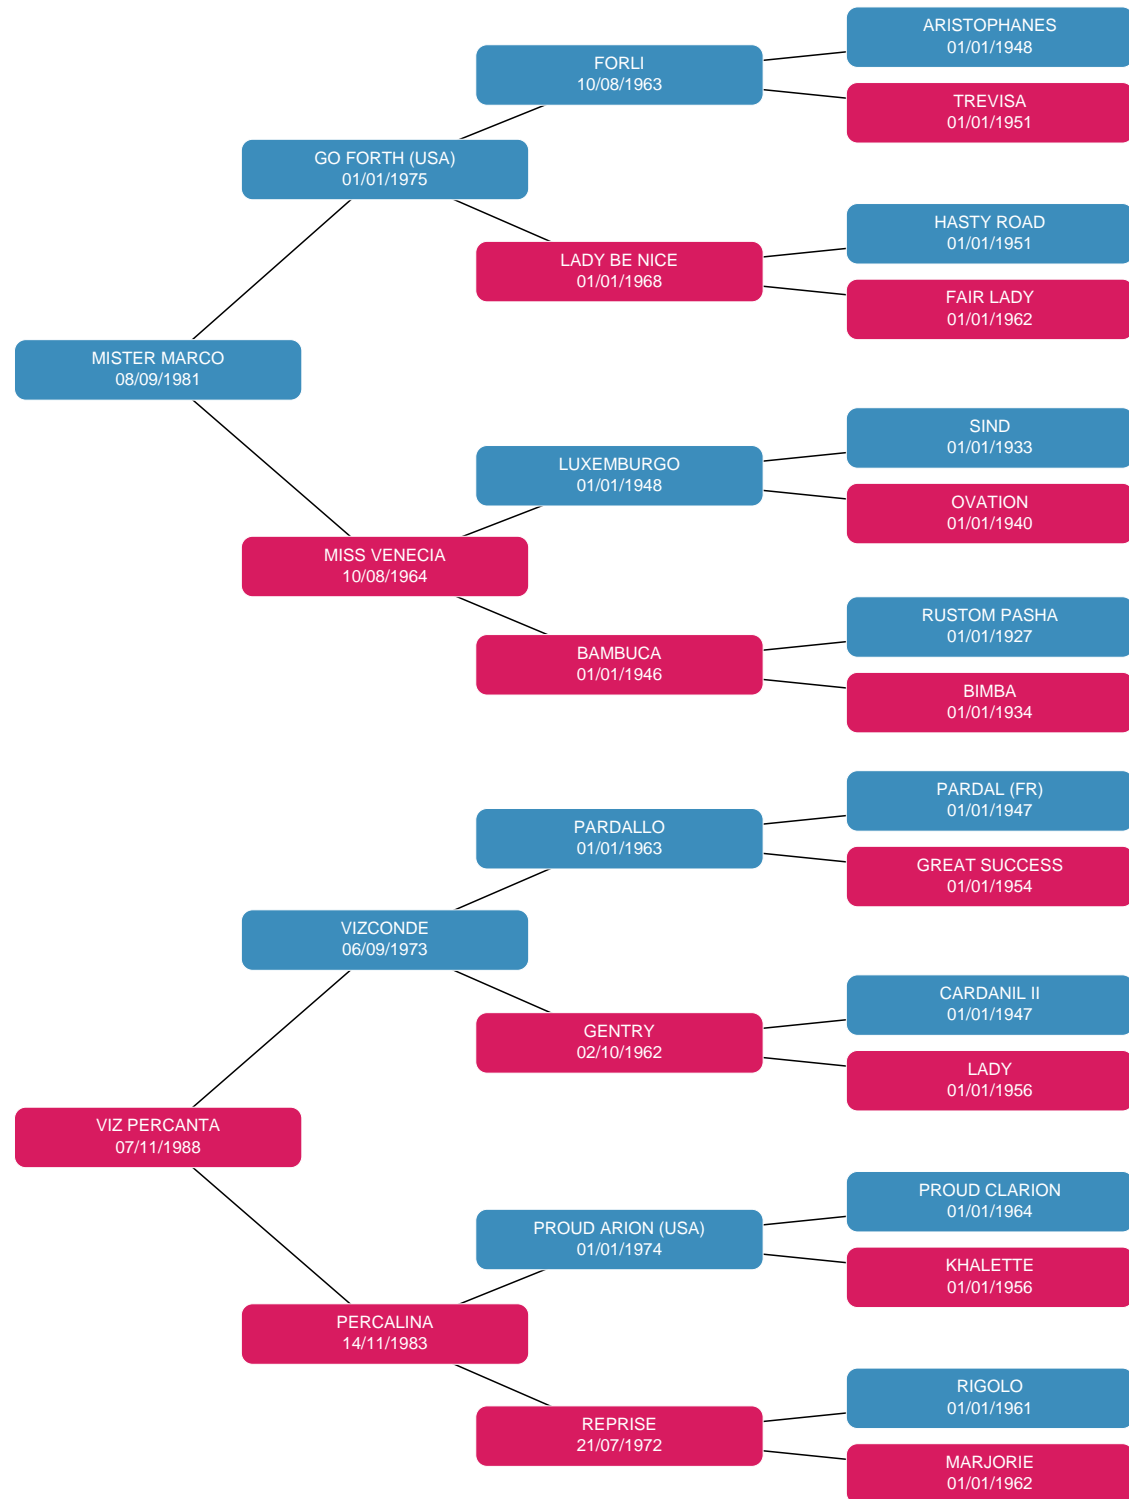 ARISTOPHANES
01/01/1948
FORLI
10/08/1963
TREVISA
01/01/1951
GO FORTH (USA)
01/01/1975
HASTY ROAD
01/01/1951
LADY BE NICE
01/01/1968
FAIR LADY
01/01/1962
MISTER MARCO
08/09/1981
SIND
01/01/1933
LUXEMBURGO
01/01/1948
OVATION
01/01/1940
MISS VENECIA
10/08/1964
RUSTOM PASHA
01/01/1927
BAMBUCA
01/01/1946
BIMBA
01/01/1934
PARDAL (FR)
01/01/1947
PARDALLO
01/01/1963
GREAT SUCCESS
01/01/1954
VIZCONDE
06/09/1973
CARDANIL II
01/01/1947
GENTRY
02/10/1962
LADY
01/01/1956
VIZ PERCANTA
07/11/1988
PROUD CLARION
01/01/1964
PROUD ARION (USA)
01/01/1974
KHALETTE
01/01/1956
PERCALINA
14/11/1983
RIGOLO
01/01/1961
REPRISE
21/07/1972
MARJORIE
01/01/1962